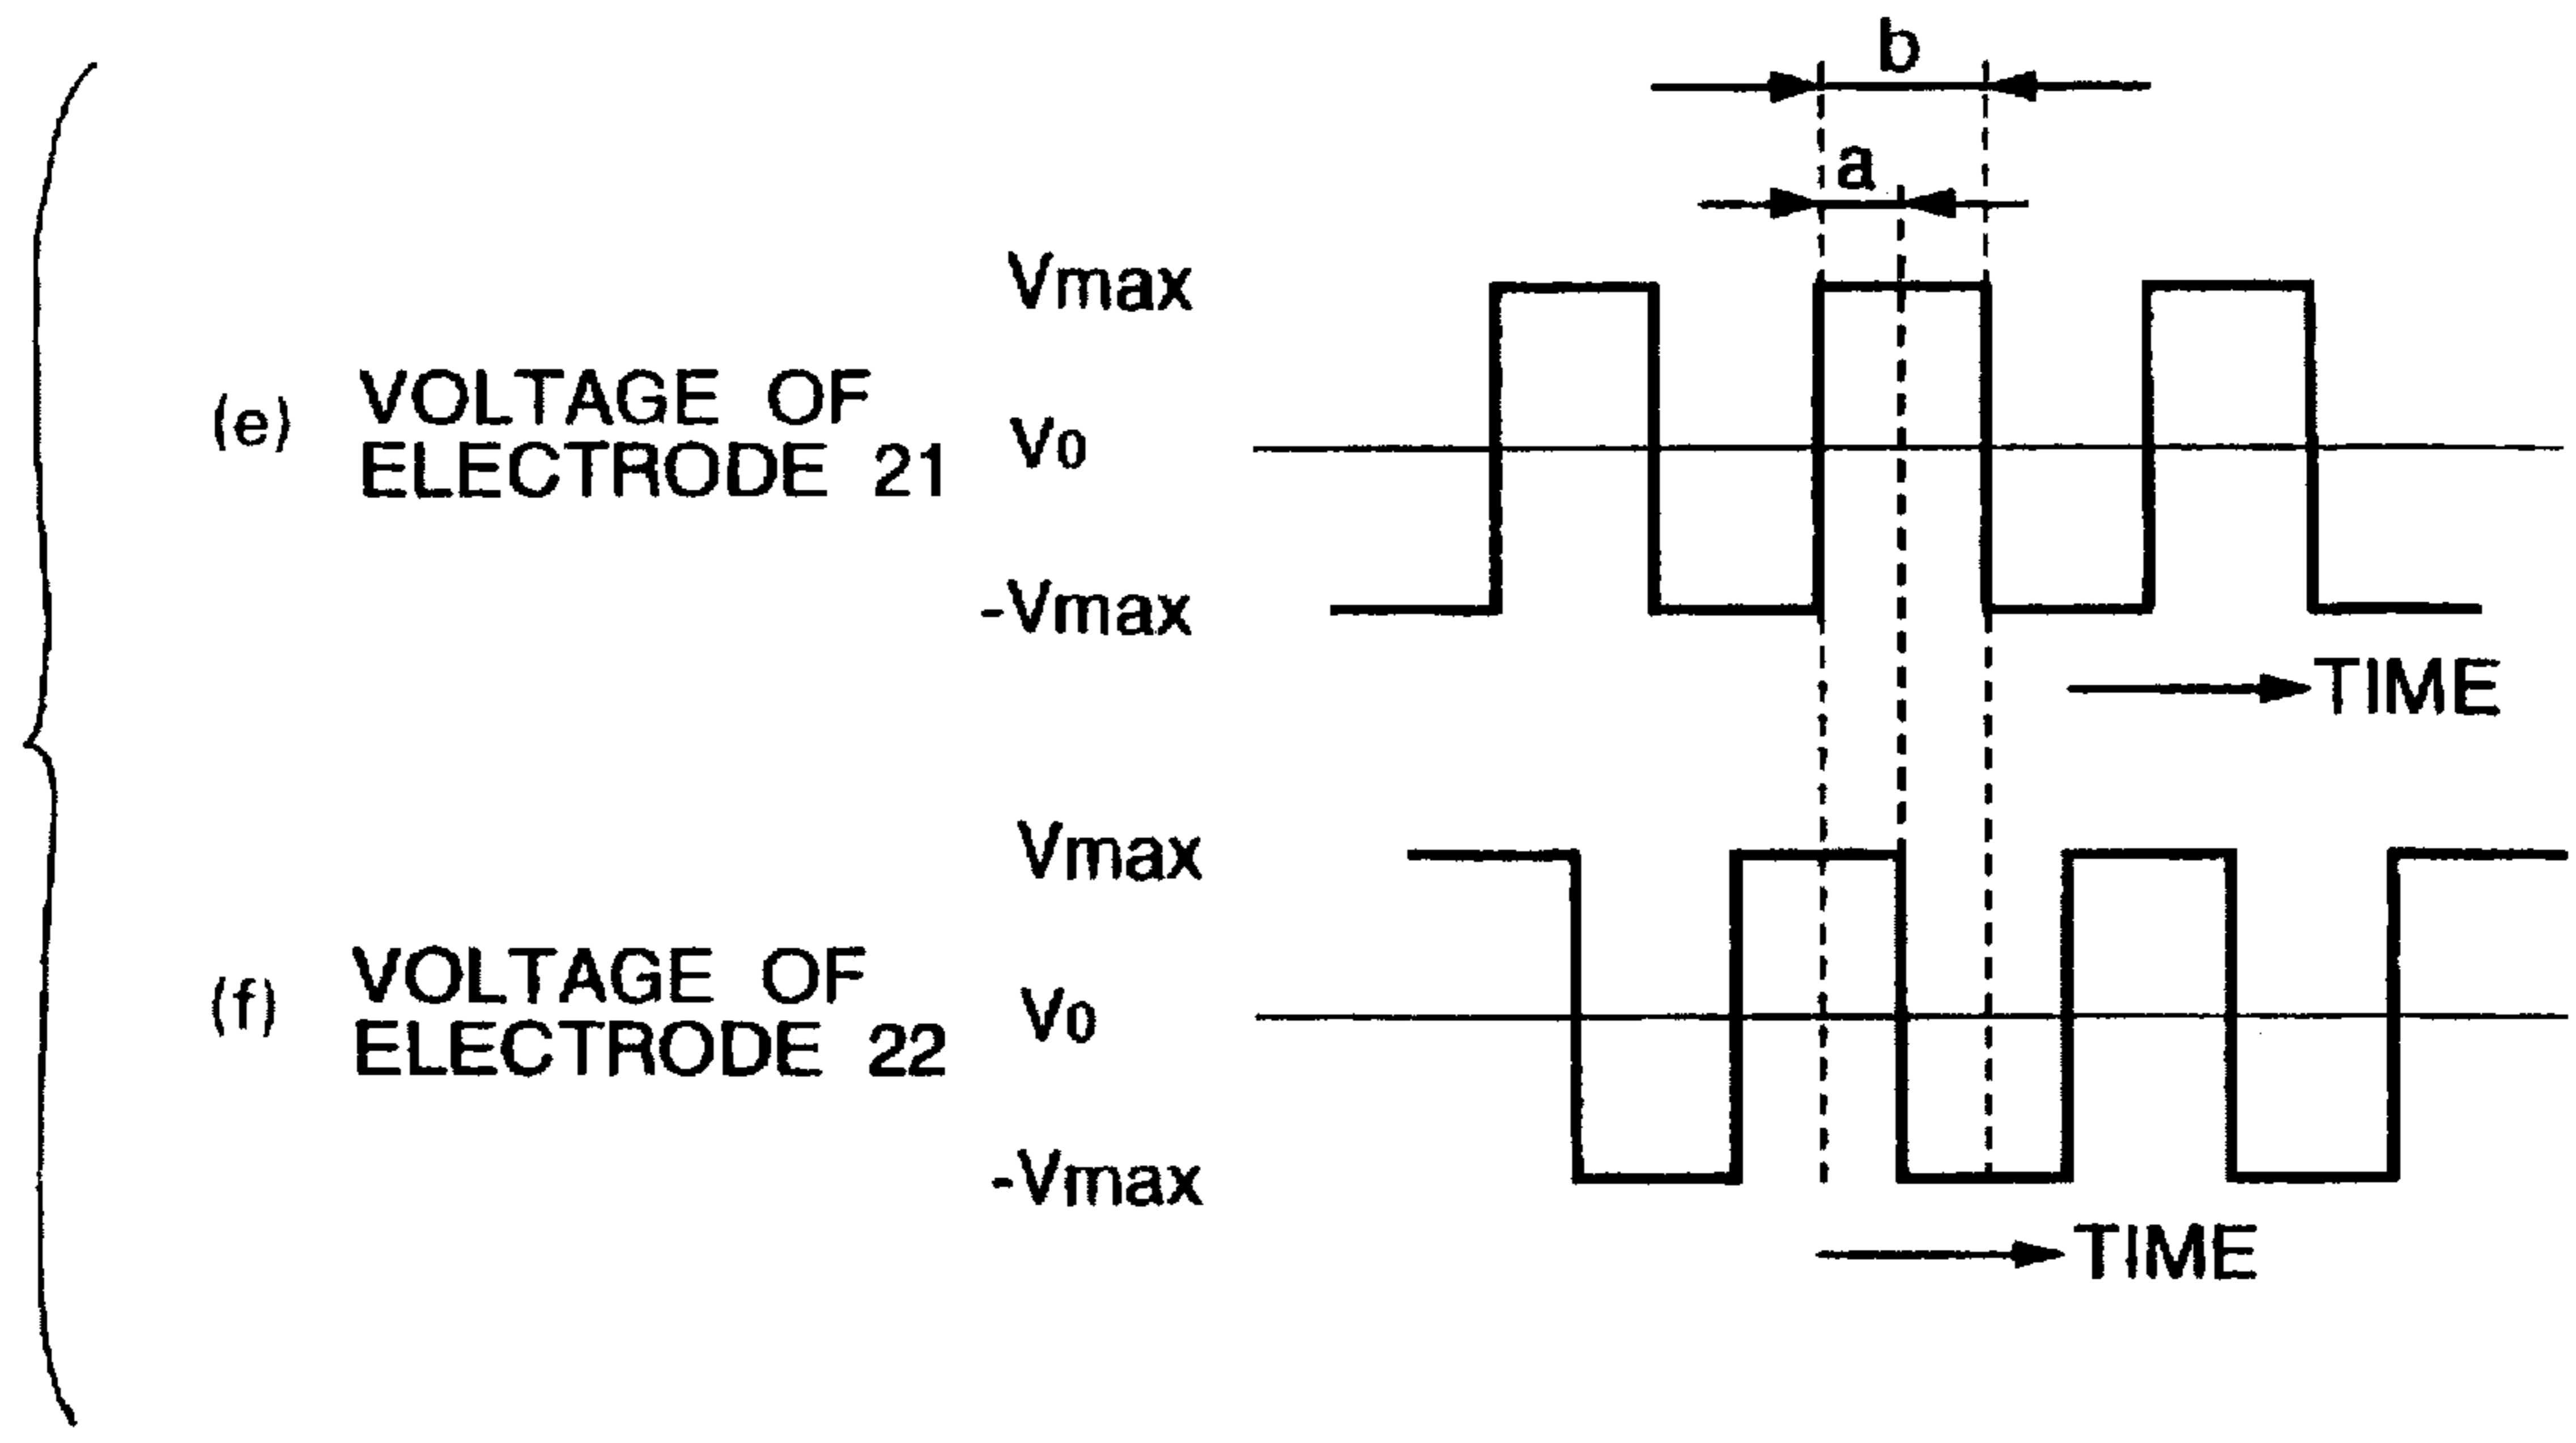 b
a
Vmax
(e) VOLTAGE OF
ELECTRODE 21
V0
-Vmax
TIME
Vmax
(f) VOLTAGE OF
ELECTRODE 22
V0
-Vmax
TIME